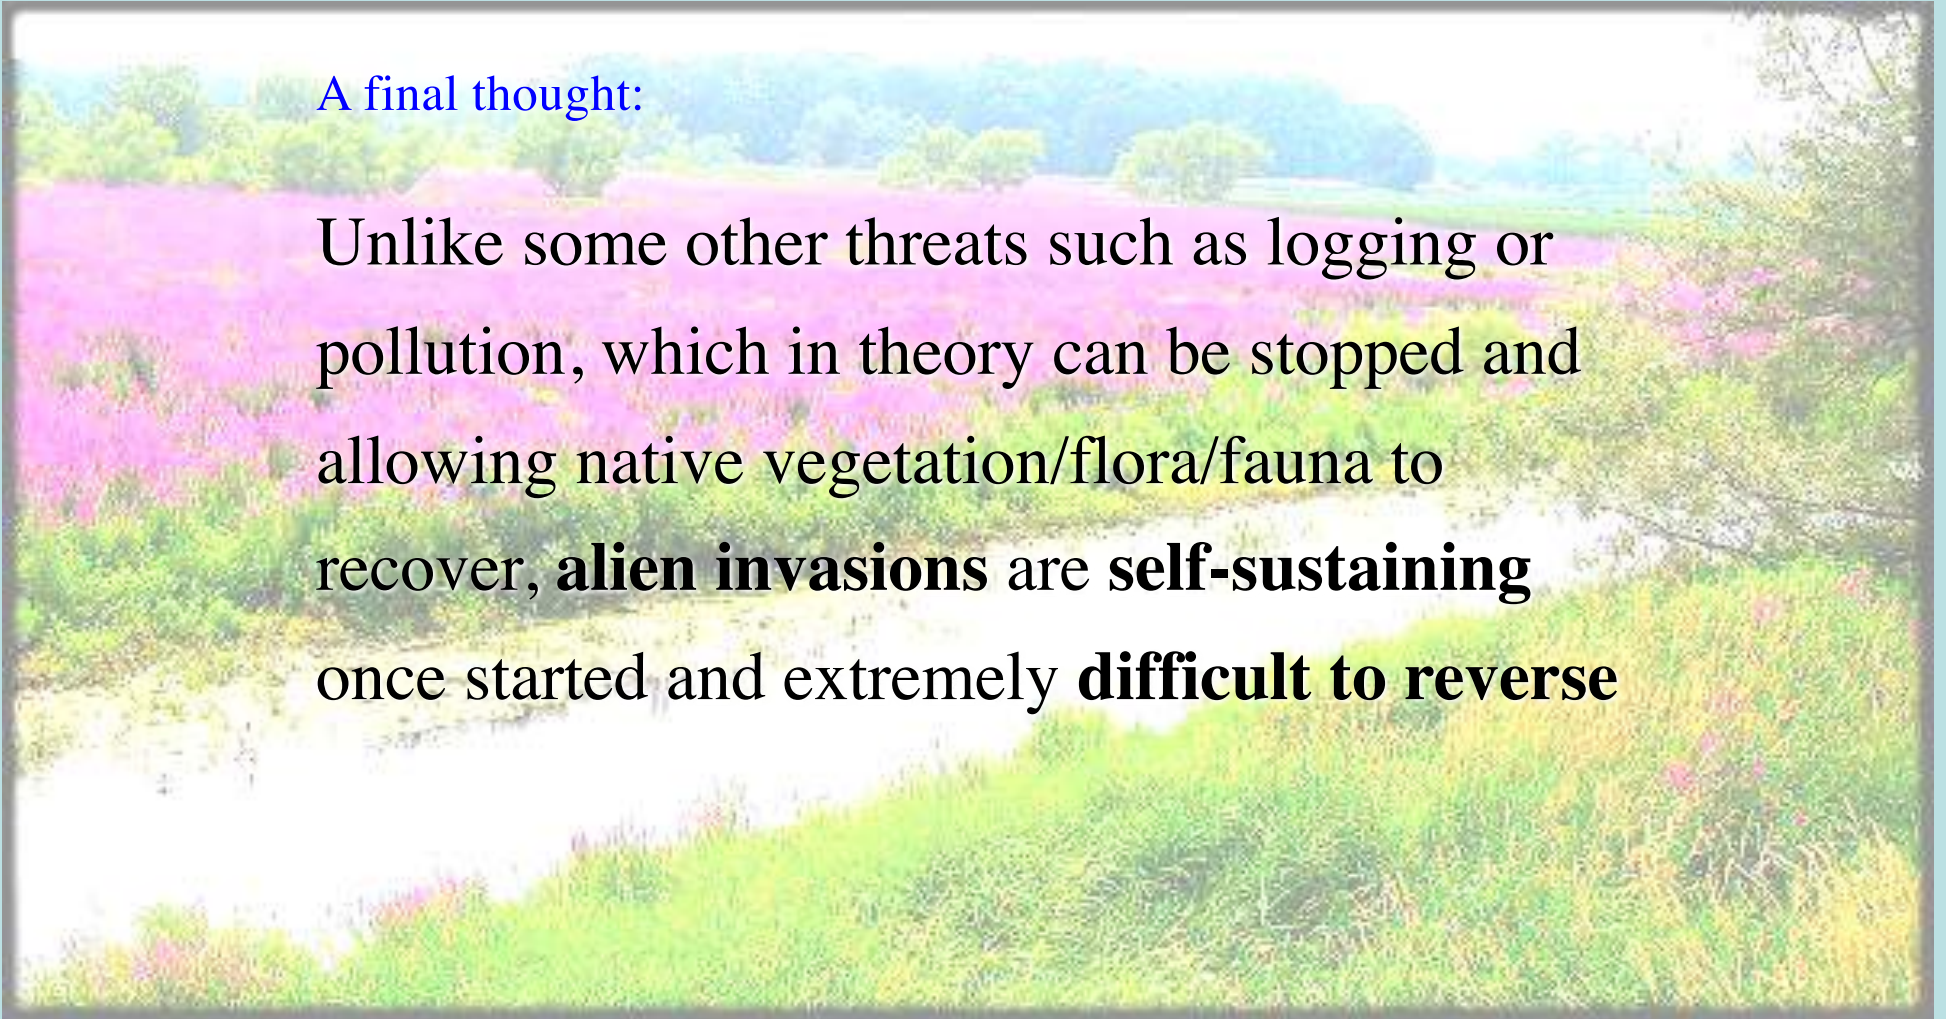 A final thought:
Unlike some other threats such as logging or
pollution, which in theory can be stopped and
allowing native vegetation/flora/fauna to
recover, alien invasions are self-sustaining
once started and extremely difficult to reverse